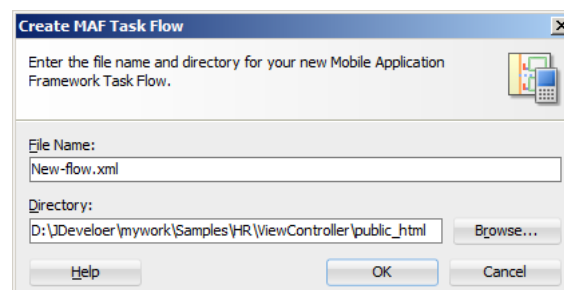 Create MAF Task Flow
Enter the file name and directory for your new Mobile Application
Framework Task Flow.
File Name:
New-flow.xml
Directory:
D:\JDeveloer\mywork\Samples\HR\ViewController\public_html
Browse...
Help
OK
Cancel